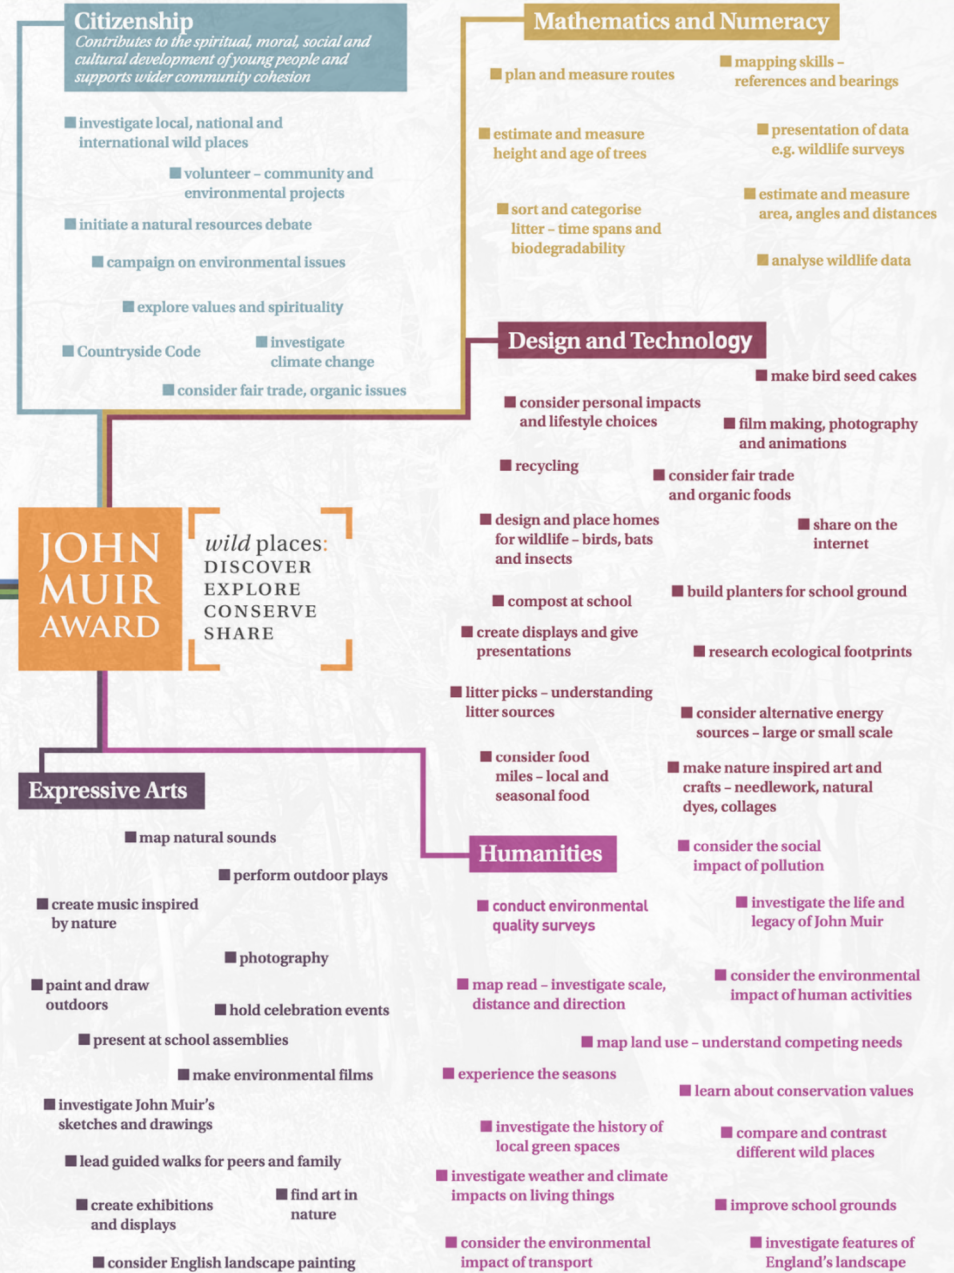 Citizenship
Contributes to the spiritual, moral, social and
cultural development of young people and
supports wider community cohesion
investigate local, national and
international wild places
volunteer – community and
environmental projects
initiate a natural resources debate
campaign on environmental issues
explore values and spirituality
Countryside Code
investigate
climate change
consider fair trade, organic issues
Mathematics and Numeracy
plan and measure routes
mapping skills –
references and bearings
estimate and measure
height and age of trees
presentation of data
e.g. wildlife surveys
sort and categorise
litter – time spans and
biodegradability
estimate and measure
area, angles and distances
analyse wildlife data
Design and Technology
make bird seed cakes
consider personal impacts
and lifestyle choices
film making, photography
and animations
recycling
consider fair trade
and organic foods
design and place homes
for wildlife – birds, bats
and insects
share on the
internet
compost at school
build planters for school ground
create displays and give
presentations
research ecological footprints
litter picks – understanding
litter sources
consider alternative energy
sources – large or small scale
consider food
miles – local and
seasonal food
make nature inspired art and
crafts – needlework, natural
dyes, collages
JOHN
MUIR
AWARD
wild places:
DISCOVER
EXPLORE
CONSERVE
SHARE
Expressive Arts
map natural sounds
perform outdoor plays
create music inspired
by nature
photography
paint and draw
outdoors
hold celebration events
present at school assemblies
make environmental films
investigate John Muir's
sketches and drawings
lead guided walks for peers and family
create exhibitions
and displays
find art in
nature
consider English landscape painting
Humanities
consider the social
impact of pollution
conduct environmental
quality surveys
investigate the life and
legacy of John Muir
map read – investigate scale,
distance and direction
consider the environmental
impact of human activities
map land use – understand competing needs
experience the seasons
learn about conservation values
investigate the history of
local green spaces
compare and contrast
different wild places
investigate weather and climate
impacts on living things
improve school grounds
consider the environmental
impact of transport
investigate features of
England's landscape